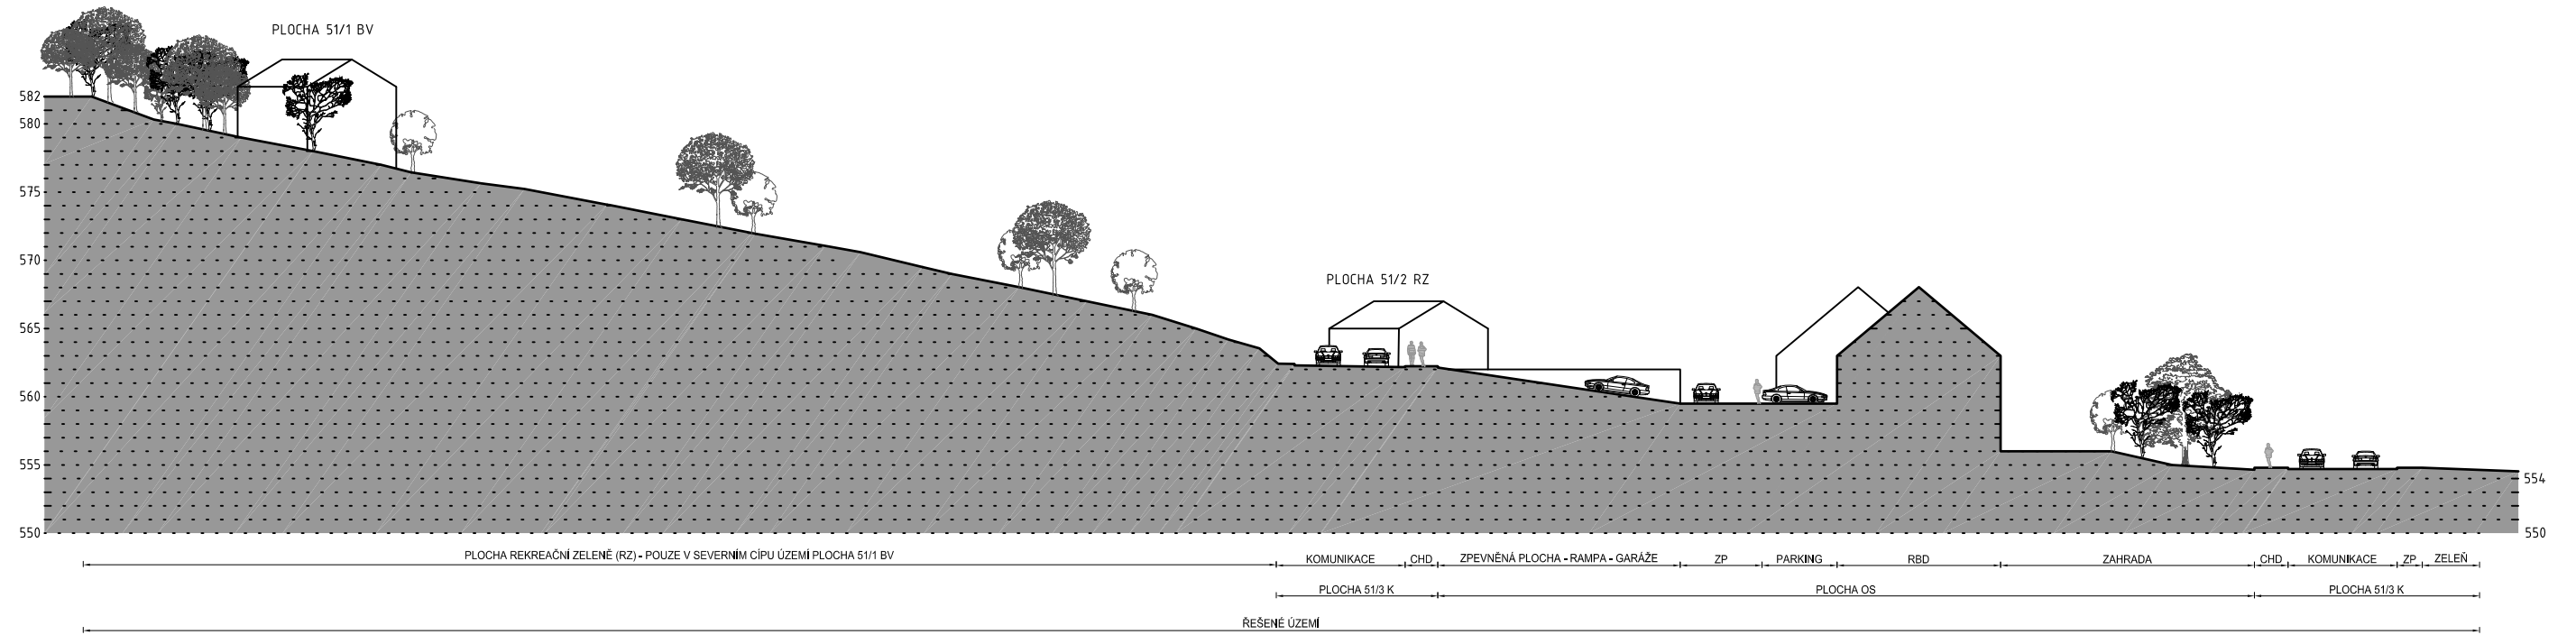 PLOCHA 51/1 BV
582
580
575
570
PLOCHA 51/2 RZ
565
560
555
554
550
550
PLOCHA REKREAČNÍ ZELENĚ (RZ) - POUZE V SEVERNÍM CÍPU ÚZEMÍ PLOCHA 51/1 BV
KOMUNIKACE
CHD
ZPEVNĚNÁ PLOCHA - RAMPA - GARÁŽE
ZP
PARKING
RBD
ZAHRADA
CHD
KOMUNIKACE
ZP
ZELEŇ
PLOCHA 51/3 K
PLOCHA OS
PLOCHA 51/3 K
ŘEŠENÉ ÚZEMÍ